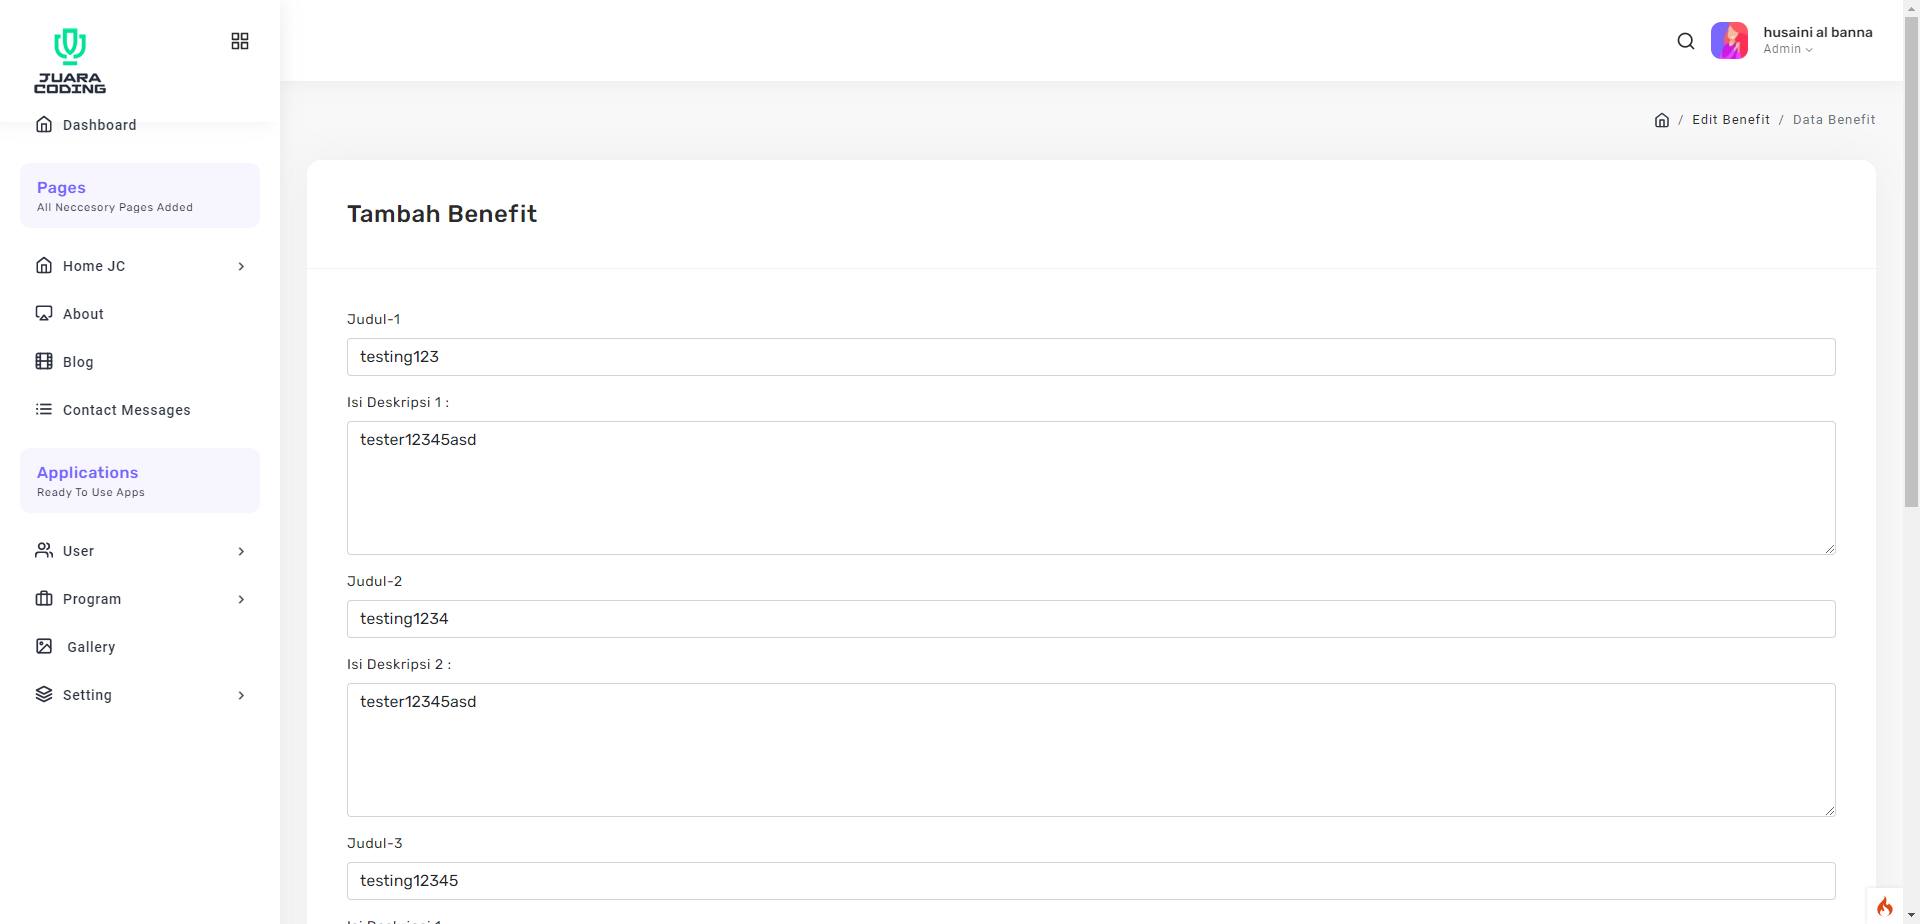 JUARA
CODING
husaini al banna
Admin
Dashboard
/ Edit Benefit / Data Benefit
Pages
All Neccesory Pages Added
Home JC
About
Blog
Contact Messages
Applications
Ready To Use Apps
User
Program
Gallery
Setting
Tambah Benefit
Judul-1
testing123
Isi Deskripsi 1 :
tester12345asd
Judul-2
testing1234
Isi Deskripsi 2 :
tester12345asd
Judul-3
testing12345